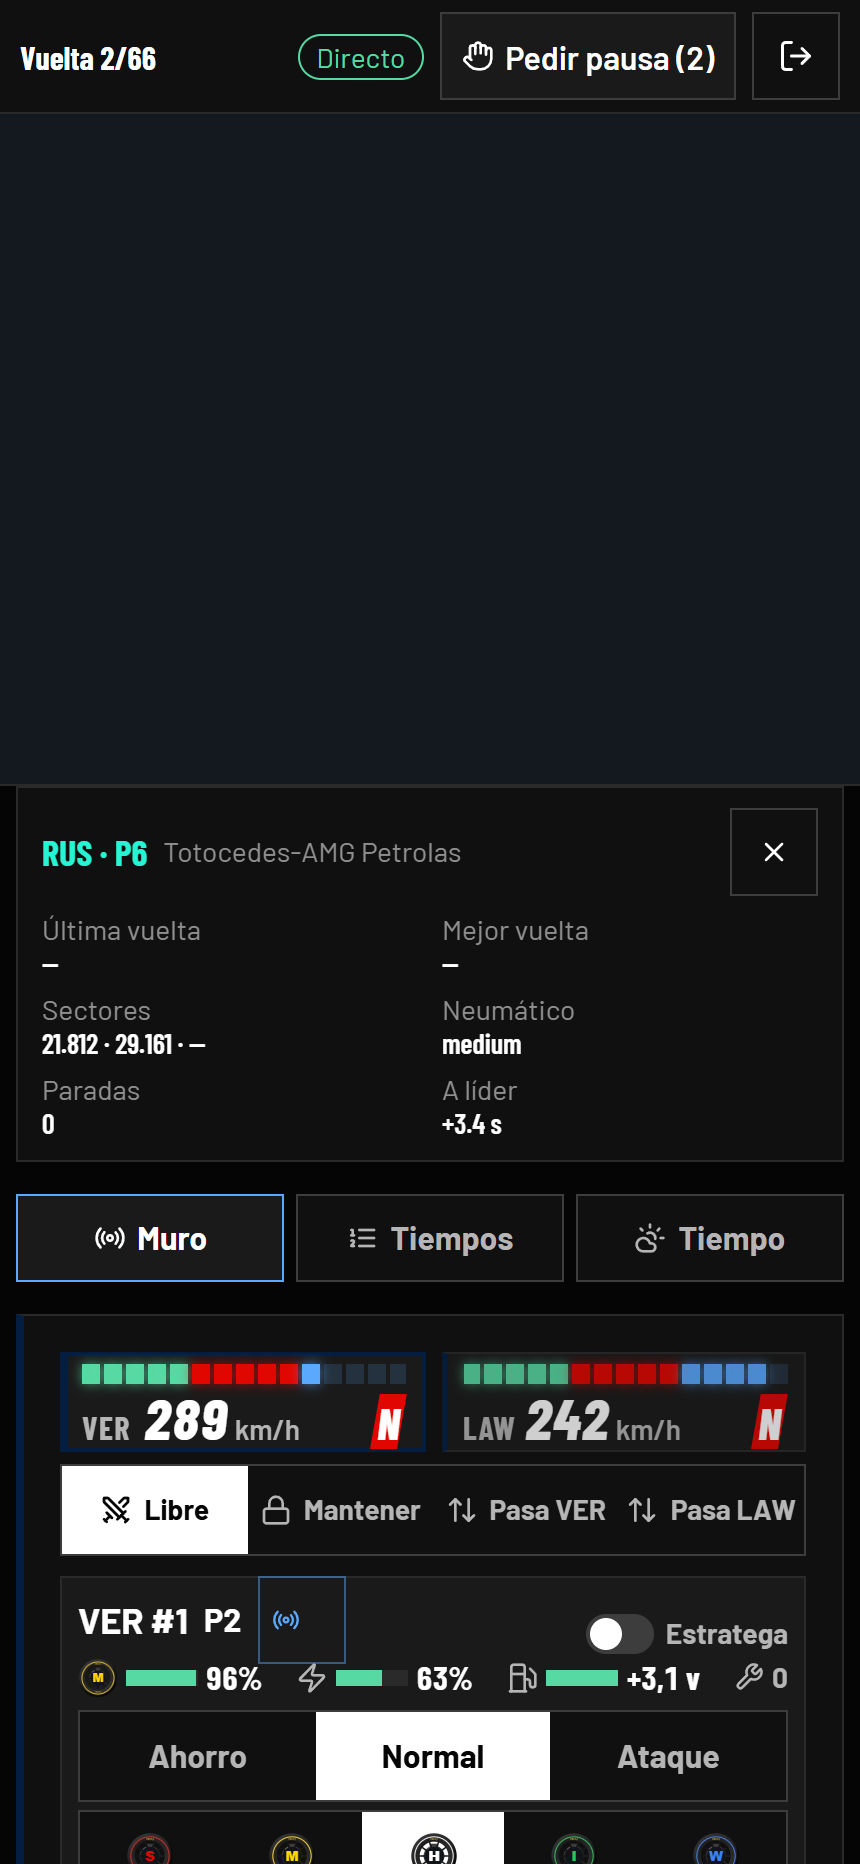 Vuelta 2/66
Directo
Pedir pausa (2)
RUS · P6 Totocedes-AMG Petrolas
Última vuelta
–
Mejor vuelta
–
Sectores
21.812 · 29.161 · –
Neumático
medium
Paradas
0
A líder
+3.4 s
Muro
Tiempos
Tiempo
VER 289 km/h N
LAW 242 km/h N
Libre
Mantener
Pasa VER
Pasa LAW
VER #1 P2
Estratega
M 96% 63% +3,1 v 0
Ahorro
Normal
Ataque
S M H I W